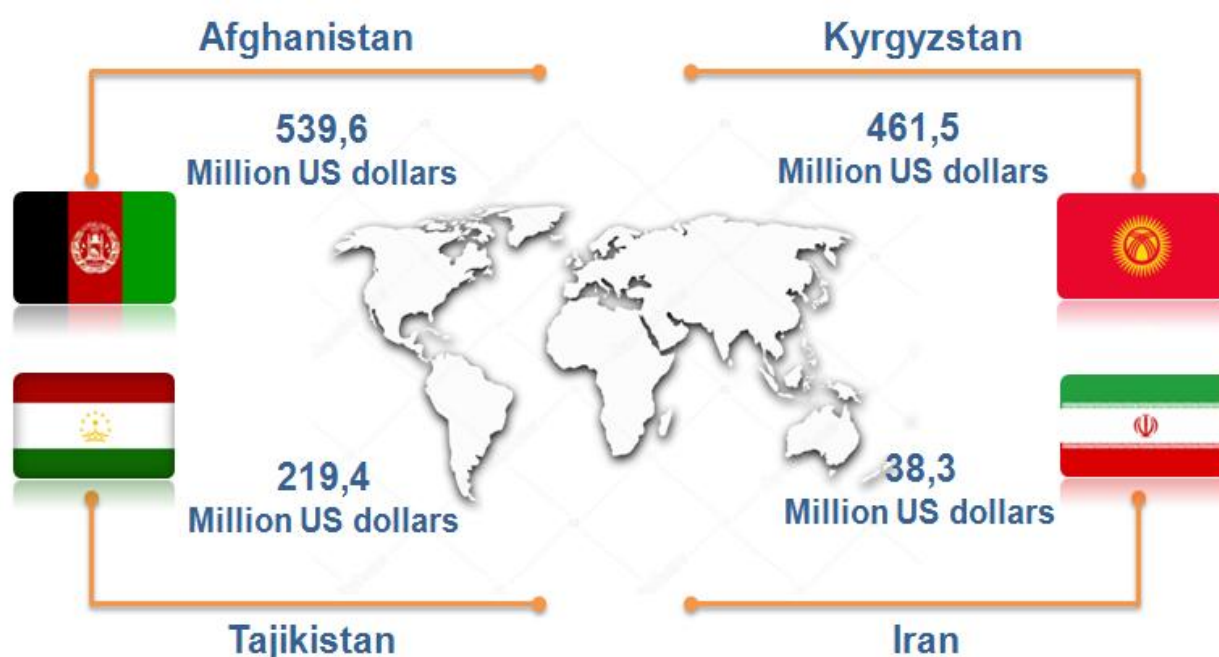 Afghanistan
539,6
Million US dollars
Kyrgyzstan
461,5
Million US dollars
219,4
Million US dollars
Tajikistan
38,3
Million US dollars
Iran